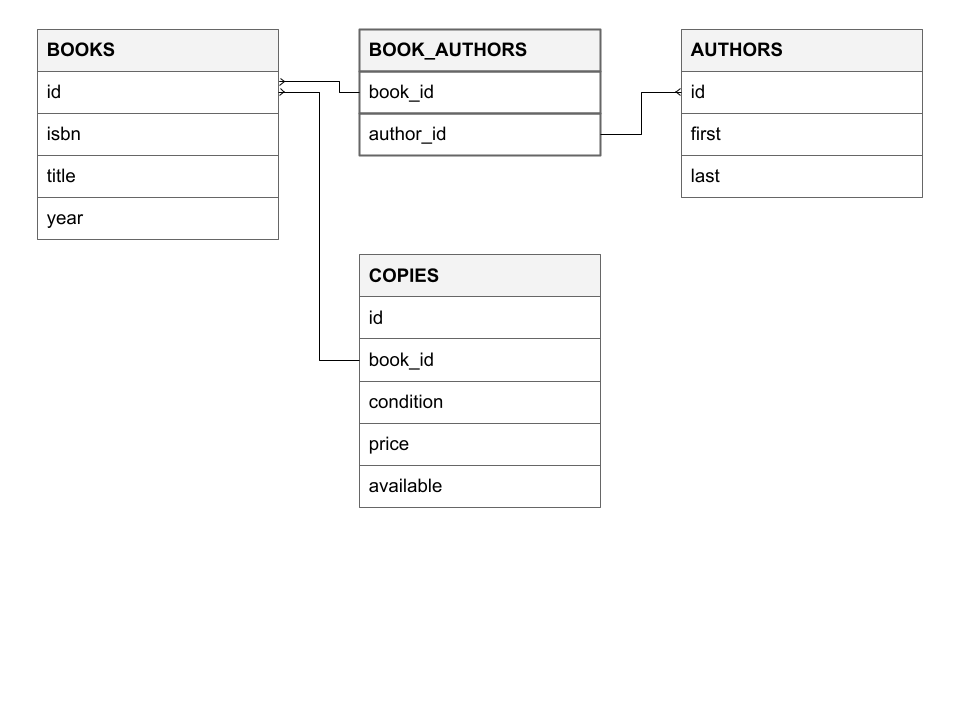 BOOKS
id
isbn
title
year
BOOK_AUTHORS
book_id
author_id
AUTHORS
id
first
last
COPIES
id
book_id
condition
price
available